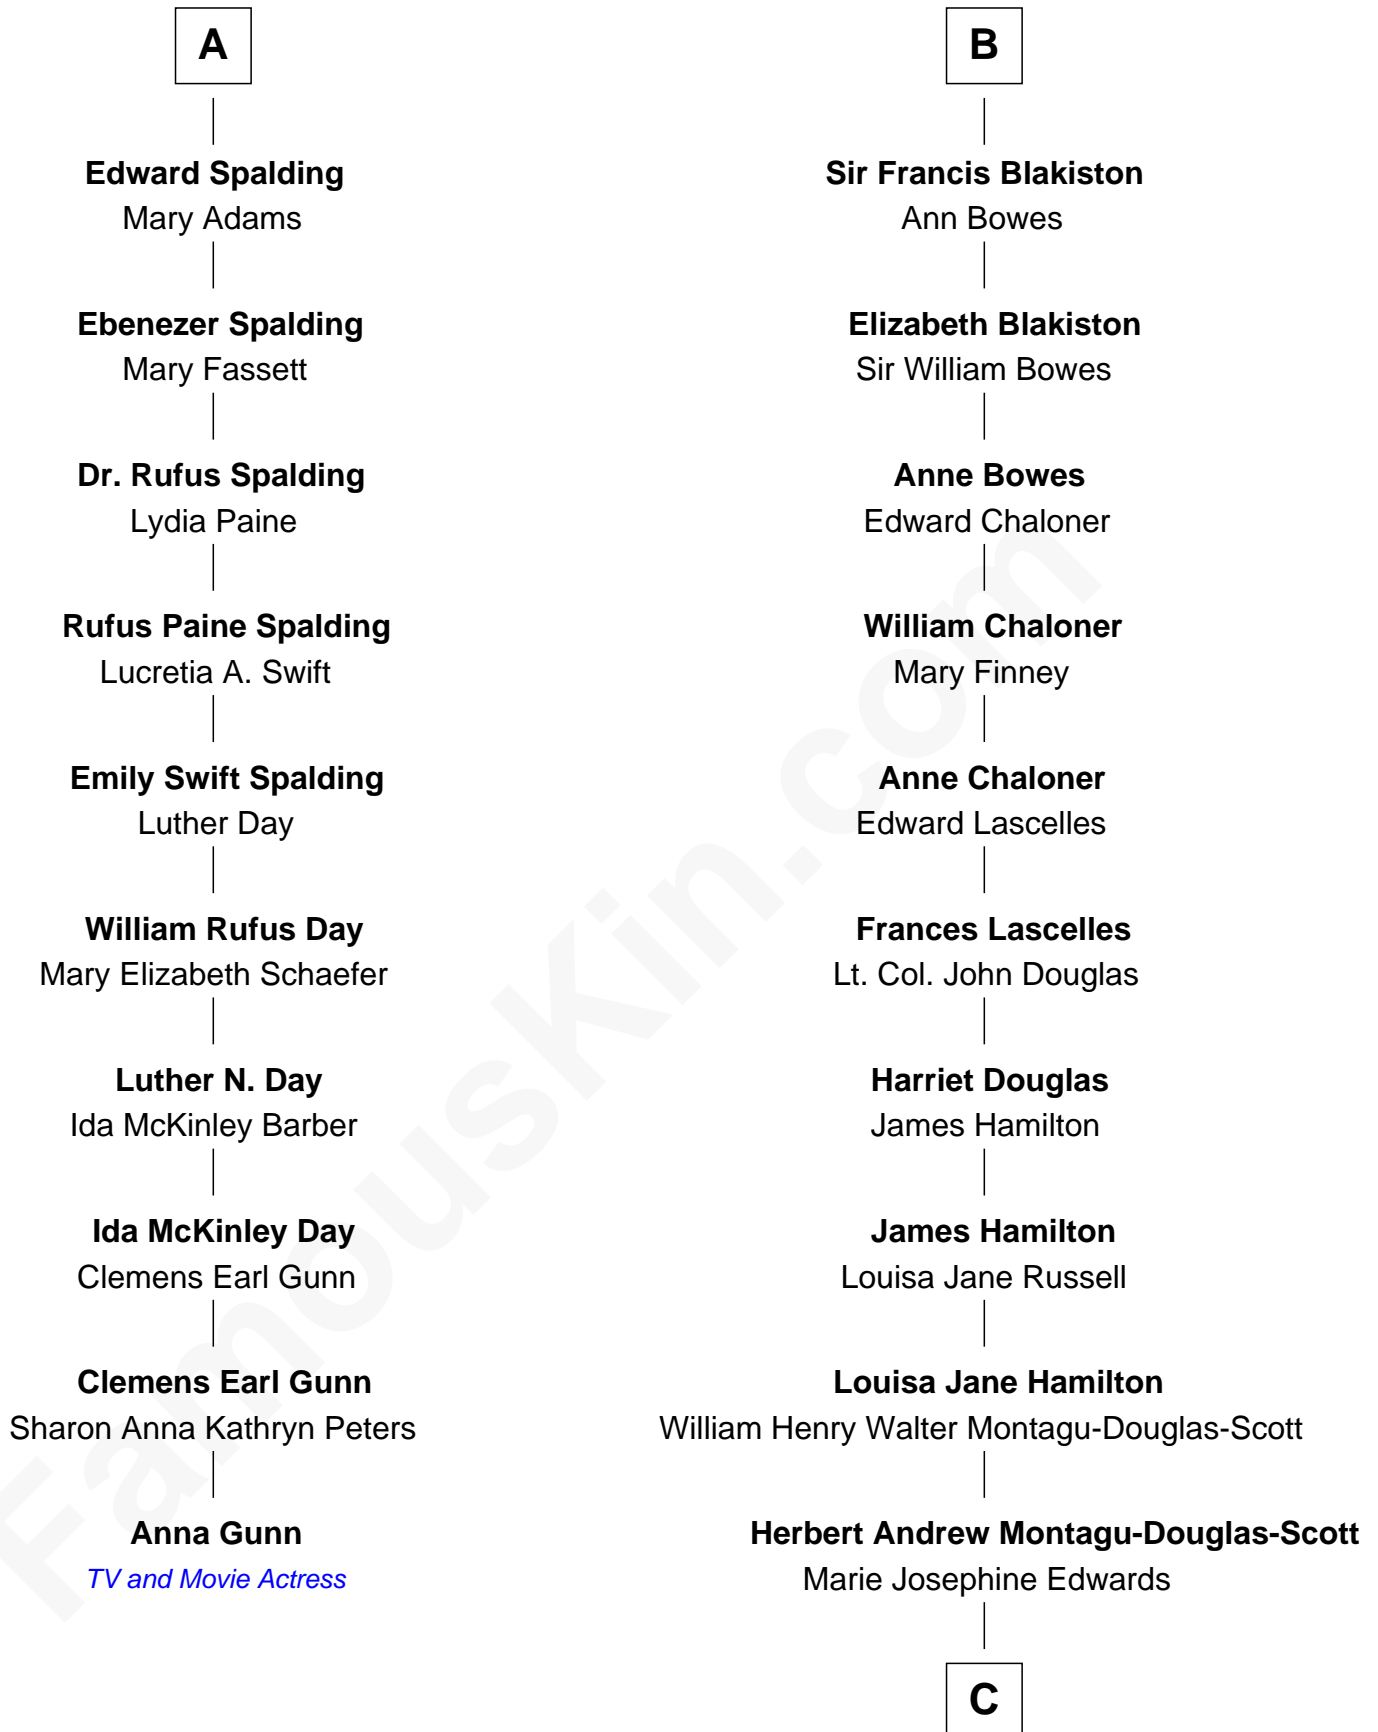 A
Edward Spalding
Mary Adams
Ebenezer Spalding
Mary Fassett
Dr. Rufus Spalding
Lydia Paine
Rufus Paine Spalding
Lucretia A. Swift
Emily Swift Spalding
Luther Day
William Rufus Day
Mary Elizabeth Schaefer
Luther N. Day
Ida McKinley Barber
Ida McKinley Day
Clemens Earl Gunn
Clemens Earl Gunn
Sharon Anna Kathryn Peters
Anna Gunn
TV and Movie Actress
B
Sir Francis Blakiston
Ann Bowes
Elizabeth Blakiston
Sir William Bowes
Anne Bowes
Edward Chaloner
William Chaloner
Mary Finney
Anne Chaloner
Edward Lascelles
Frances Lascelles
Lt. Col. John Douglas
Harriet Douglas
James Hamilton
James Hamilton
Louisa Jane Russell
Louisa Jane Hamilton
William Henry Walter Montagu-Douglas-Scott
Herbert Andrew Montagu-Douglas-Scott
Marie Josephine Edwards
C
FamousKin.com